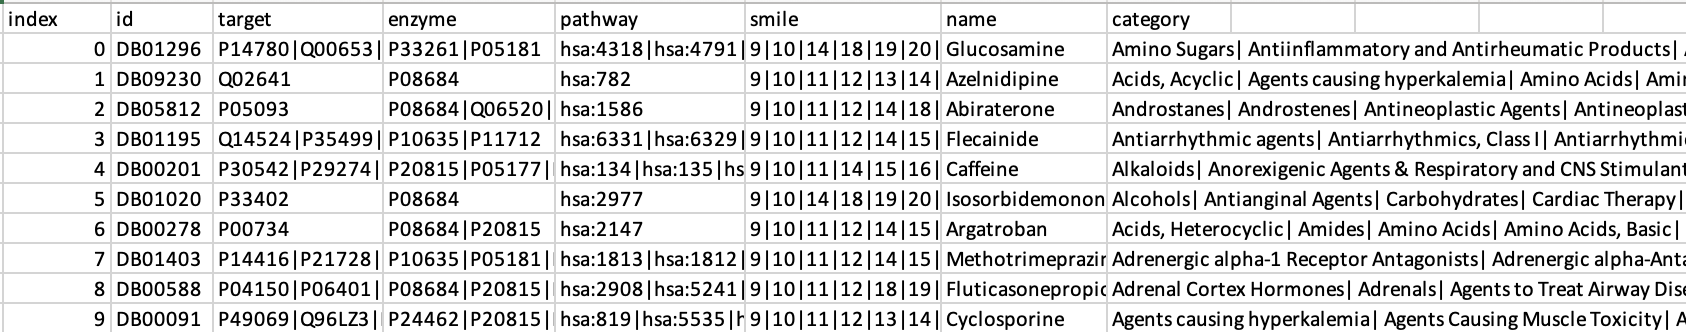 index id target enzyme pathway smile name category
0 DB01296 P14780|Q00653| P33261|P05181 hsa:4318|hsa:4791| 9|10|14|18|19|20| Glucosamine Amino Sugars| Antiinflammatory and Antirheumatic Products|
1 DB09230 Q02641 P08684 hsa:782 9|10|11|12|13|14| Azelnidipine Acids, Acyclic| Agents causing hyperkalemia| Amino Acids| Ami
2 DB05812 P05093 P08684|Q06520| hsa:1586 9|10|11|12|14|18| Abiraterone Androstanes| Androstenes| Antineoplastic Agents| Antineoplast
3 DB01195 Q14524|P35499| P10635|P11712 hsa:6331|hsa:6329| 9|10|11|12|14|15| Flecainide Antiarrhythmic agents| Antiarrhythmics, Class I| Antiarrhythmi
4 DB00201 P30542|P29274| P20815|P05177| hsa:134|hsa:135|hs 9|10|11|14|15|16| Caffeine Alkaloids| Anorexigenic Agents & Respiratory and CNS Stimulant
5 DB01020 P33402 P08684 hsa:2977 9|10|14|18|19|20| Isosorbidemonon Alcohols| Antianginal Agents| Carbohydrates| Cardiac Therapy|
6 DB00278 P00734 P08684|P20815 hsa:2147 9|10|11|12|14|15| Argatroban Acids, Heterocyclic| Amides| Amino Acids| Amino Acids, Basic|
7 DB01403 P14416|P21728| P10635|P05181| hsa:1813|hsa:1812| 9|10|11|12|14|15| Methotrimeprazin Adrenergic alpha-1 Receptor Antagonists| Adrenergic alpha-Anta
8 DB00588 P04150|P06401| P08684|P20815| hsa:2908|hsa:5241| 9|10|11|12|18|19| Fluticasonepropic Adrenal Cortex Hormones| Adrenals| Agents to Treat Airway Dise
9 DB00091 P49069|Q96LZ3| P24462|P20815| hsa:819|hsa:5535|h 9|10|11|12|13|14| Cyclosporine Agents causing hyperkalemia| Agents Causing Muscle Toxicity|